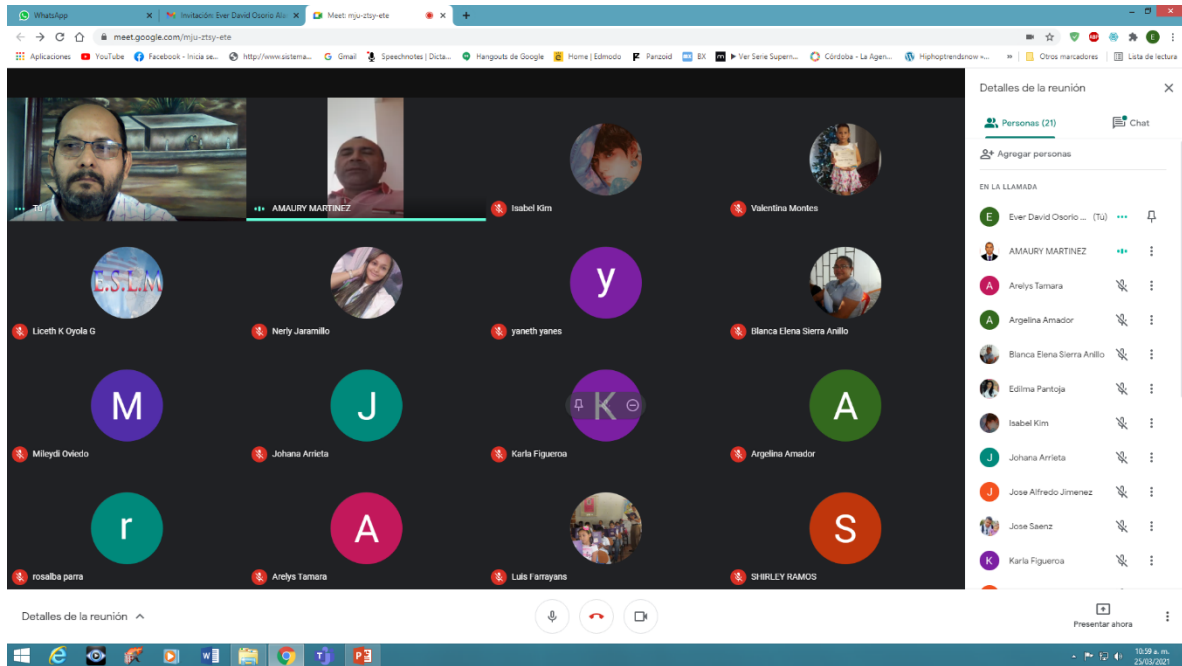 WhatsApp
Invitación: Ever David Osorio Al
Meet: mju-ztsy-ete
meet.google.com/mju-ztsy-ete
Aplicaciones
YouTube
Facebook - Inicia se...
http://www.sistema...
Gmail
Speechnotes | Dicta...
Hangouts de Google
Home | Edmodo
Panzoid
BX
Ver Serie Supern...
Córdoba - La Agen...
Hiphoptrendsnow »...
»
Otros marcadores
Lista de lectura
Tú
AMAURY MARTINEZ
Isabel Kim
Valentina Montes
E.S.L.M
Liceth K Oyola G
Nerly Jaramillo
y
yaneth yanes
Blanca Elena Sierra Anillo
M
Mileydi Oviedo
J
Johana Arrieta
K
Karla Figueroa
A
Argelina Amador
r
rosalba parra
A
Arelys Tamara
Luis Farrayans
S
SHIRLEY RAMOS
Detalles de la reunión
Personas (21)
Chat
Agregar personas
EN LA LLAMADA
E Ever David Osorio ... (Tú)
AMAURY MARTINEZ
A Arelys Tamara
A Argelina Amador
Blanca Elena Sierra Anillo
Edilma Pantoja
Isabel Kim
J Johana Arrieta
J Jose Alfredo Jimenez
Jose Saenz
K Karla Figueroa
Detalles de la reunión
Presentar ahora
10:59 a. m.
25/03/2021